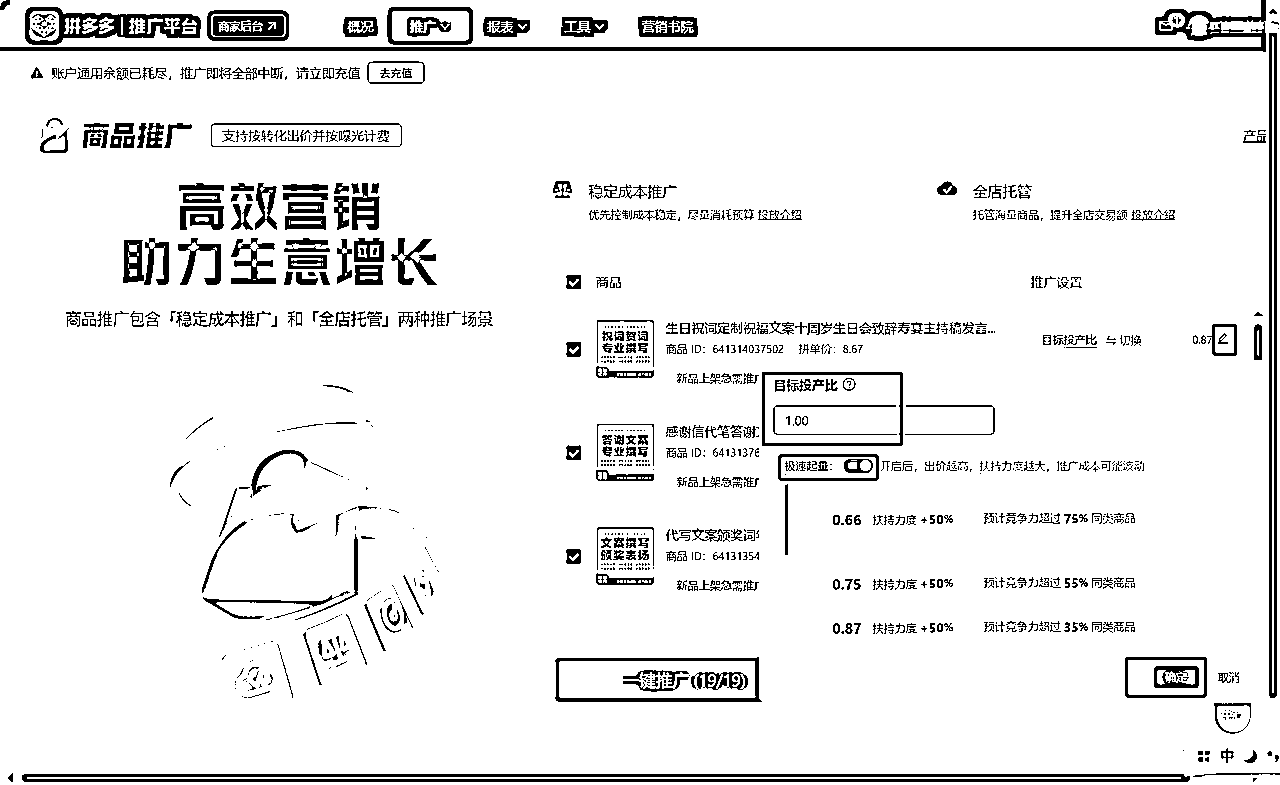 拼多多 | 推广平台 商家后台 概况 推广 报表 工具 营销书院
账户通用余额已耗尽，推广即将全部中断，请立即充值 去充值
商品推广 支持按转化出价并按曝光计费
产品
高效营销
助力生意增长
商品推广包含「稳定成本推广」和「全店托管」两种推广场景
稳定成本推广
优先控制成本稳定，尽量消耗预算 投放介绍
全店托管
托管海量商品，提升全店交易额 投放介绍
商品 推广设置
祝词贺词
专业撰写
生日祝词定制祝福文案十周岁生日会致辞寿宴主持稿发言...
商品 ID: 641314037502 拼单价: 8.67
新品上架急需推广
目标投产比 切换 0.87
答谢文案
专业撰写
感谢信代笔答谢
商品 ID: 64131376
新品上架急需推广
文案撰写
颁奖表扬
代写文案颁奖词
商品 ID: 64131354
新品上架急需推广
目标投产比
1.00
极速起量: 开启后，出价越高，扶持力度越大，推广成本可能波动
0.66 扶持力度 +50% 预计竞争力超过 75% 同类商品
0.75 扶持力度 +50% 预计竞争力超过 55% 同类商品
0.87 扶持力度 +50% 预计竞争力超过 35% 同类商品
一键推广(19/19)
确定 取消
中